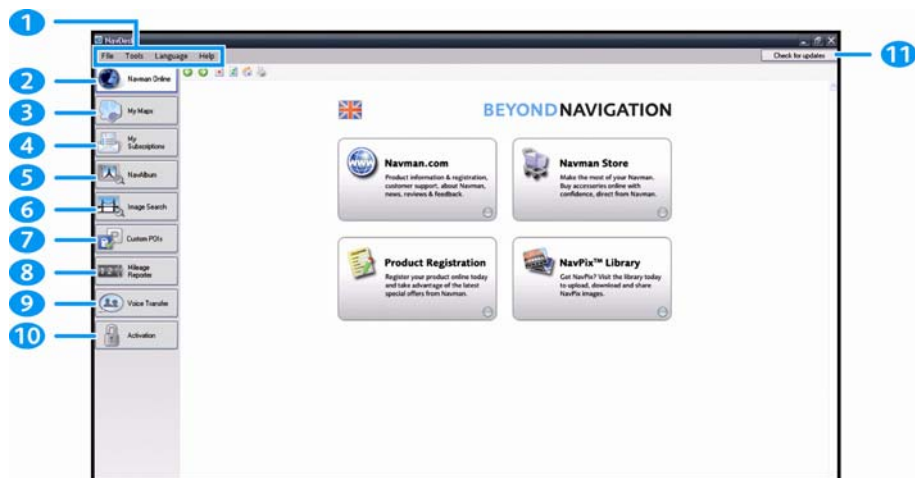 1
NavDesk
File Tools Language Help
Check for updates
11
2
Navman Online
3
My Maps
4
My
Subscriptions
5
NavAlbum
6
Image Search
7
Custom POIs
8
Mileage
Reporter
9
Voice Transfer
10
Activation
BEYOND NAVIGATION
Navman.com
Product information & registration,
customer support, about Navman,
news, reviews & feedback.
Navman Store
Make the most of your Navman.
Buy accessories online with
confidence, direct from Navman.
Product Registration
Register your product online today
and take advantage of the latest
special offers from Navman.
NavPix™ Library
Got NavPix? Visit the library today
to upload, download and share
NavPix images.